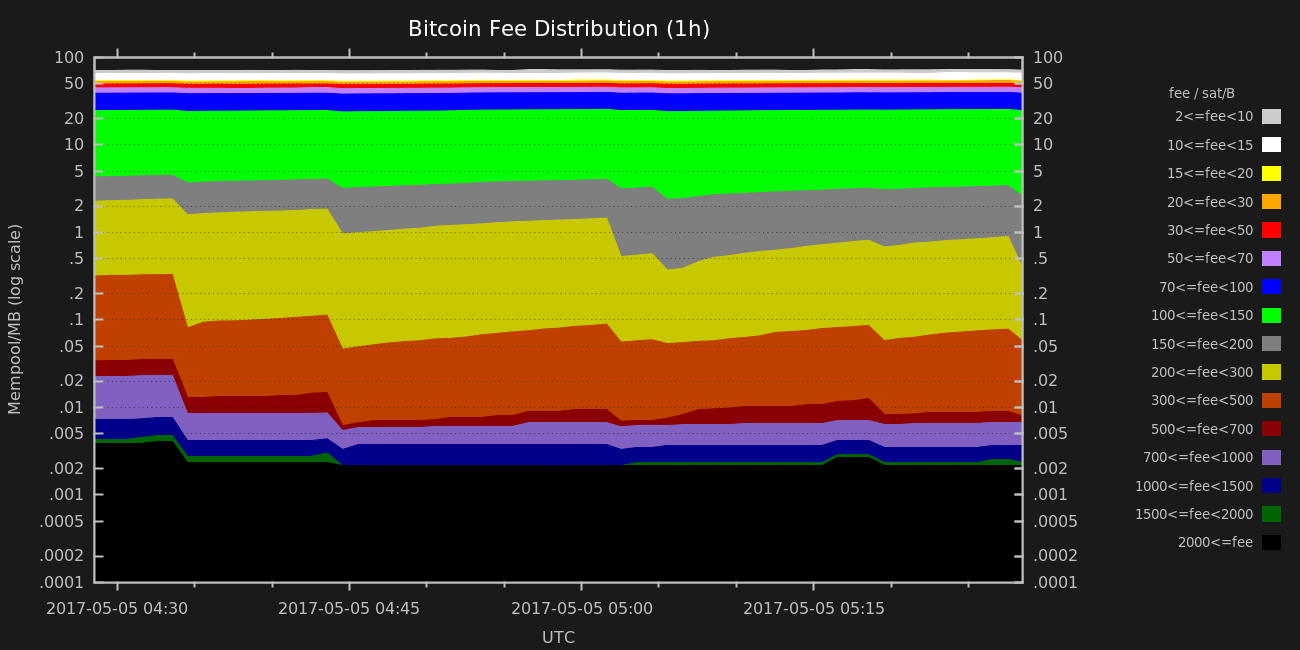 Bitcoin Fee Distribution (1h)
Mempool/MB (log scale)
100
50
20
10
5
2
1
.5
.2
.1
.05
.02
.01
.005
.002
.001
.0005
.0002
.0001
100
50
20
10
5
2
1
.5
.2
.1
.05
.02
.01
.005
.002
.001
.0005
.0002
.0001
2017-05-05 04:30
2017-05-05 04:45
2017-05-05 05:00
2017-05-05 05:15
UTC
fee / sat/B
2<=fee<10
10<=fee<15
15<=fee<20
20<=fee<30
30<=fee<50
50<=fee<70
70<=fee<100
100<=fee<150
150<=fee<200
200<=fee<300
300<=fee<500
500<=fee<700
700<=fee<1000
1000<=fee<1500
1500<=fee<2000
2000<=fee